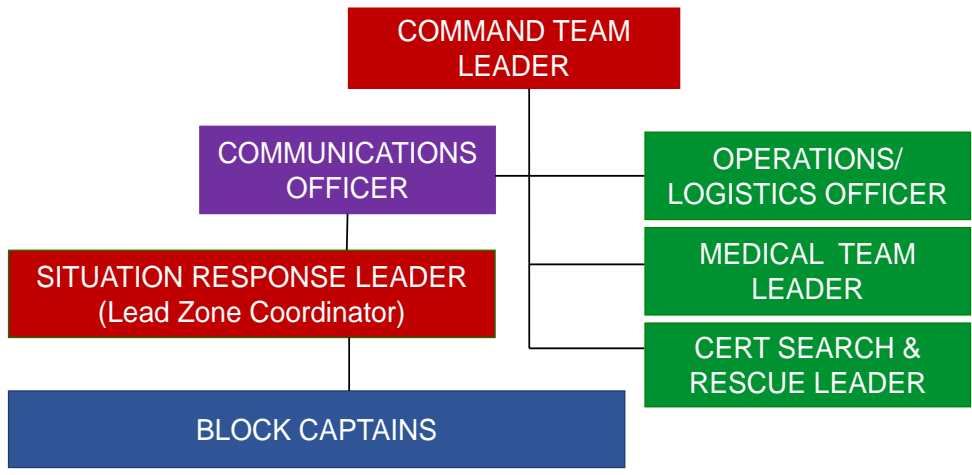 COMMAND TEAM
LEADER
COMMUNICATIONS
OFFICER
OPERATIONS/
LOGISTICS OFFICER
SITUATION RESPONSE LEADER
(Lead Zone Coordinator)
MEDICAL TEAM
LEADER
CERT SEARCH &
RESCUE LEADER
BLOCK CAPTAINS